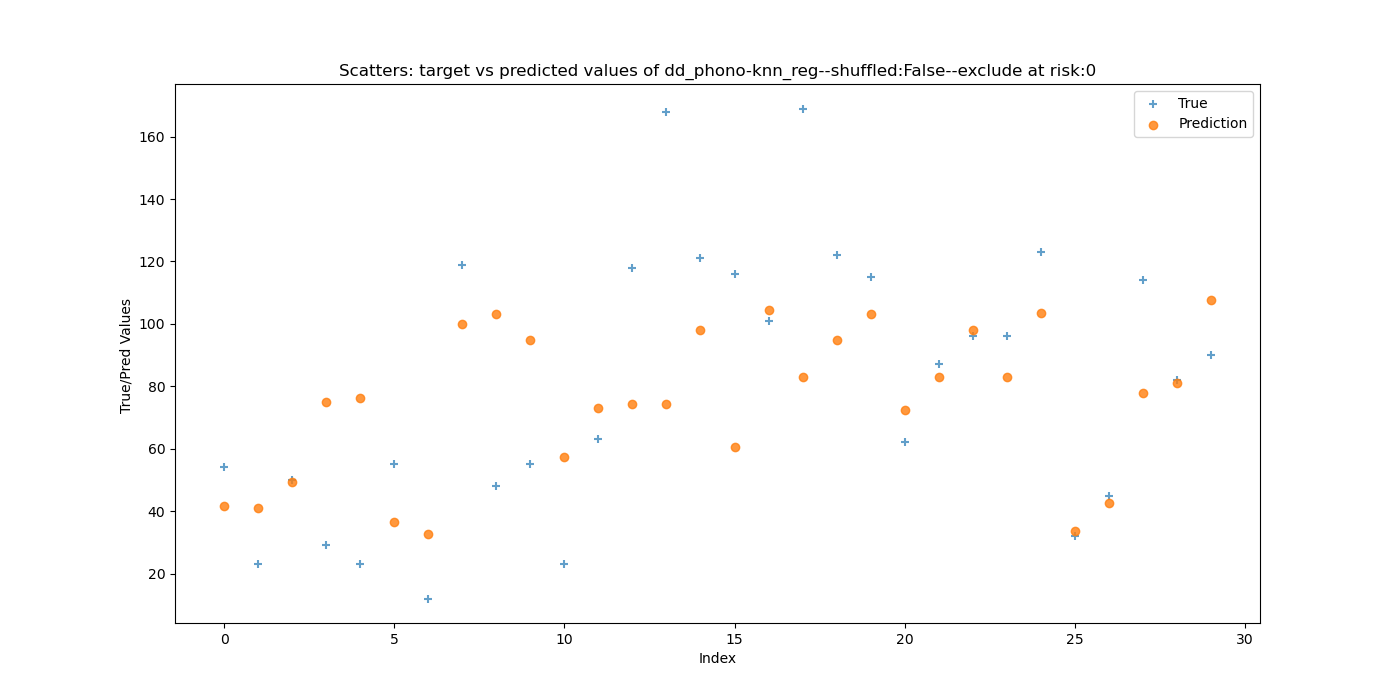 Scatters: target vs predicted values of dd_phono-knn_reg--shuffled:False--exclude at risk:0
True
Prediction
True/Pred Values
160
140
120
100
80
60
40
20
0 5 10 15 20 25 30
Index